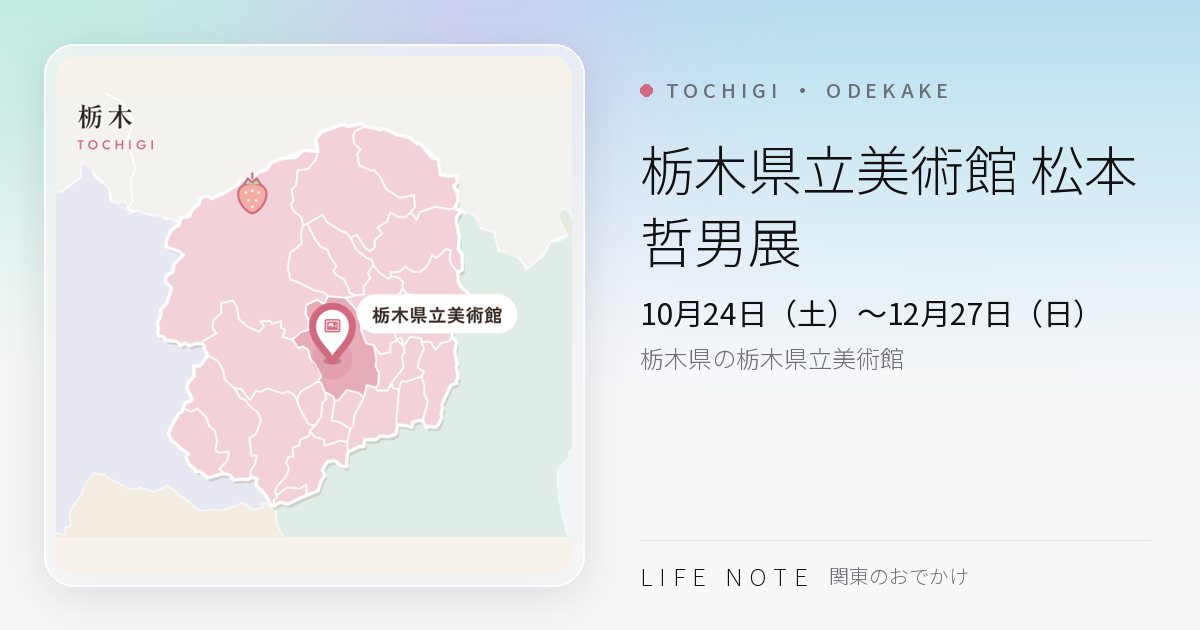 栃木
TOCHIGI
栃木県立美術館
TOCHIGI ・ ODEKAKE
栃木県立美術館 松本
哲男展
10月24日（土）〜12月27日（日）
栃木県の栃木県立美術館
LIFE NOTE 関東のおでかけ